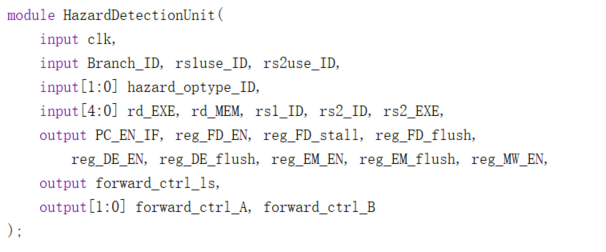 module HazardDetectionUnit(
    input clk,
    input Branch_ID, rs1use_ID, rs2use_ID,
    input[1:0] hazard_optype_ID,
    input[4:0] rd_EXE, rd_MEM, rs1_ID, rs2_ID, rs2_EXE,
    output PC_EN_IF, reg_FD_EN, reg_FD_stall, reg_FD_flush,
        reg_DE_EN, reg_DE_flush, reg_EM_EN, reg_EM_flush, reg_MW_EN,
    output forward_ctrl_ls,
    output[1:0] forward_ctrl_A, forward_ctrl_B
);